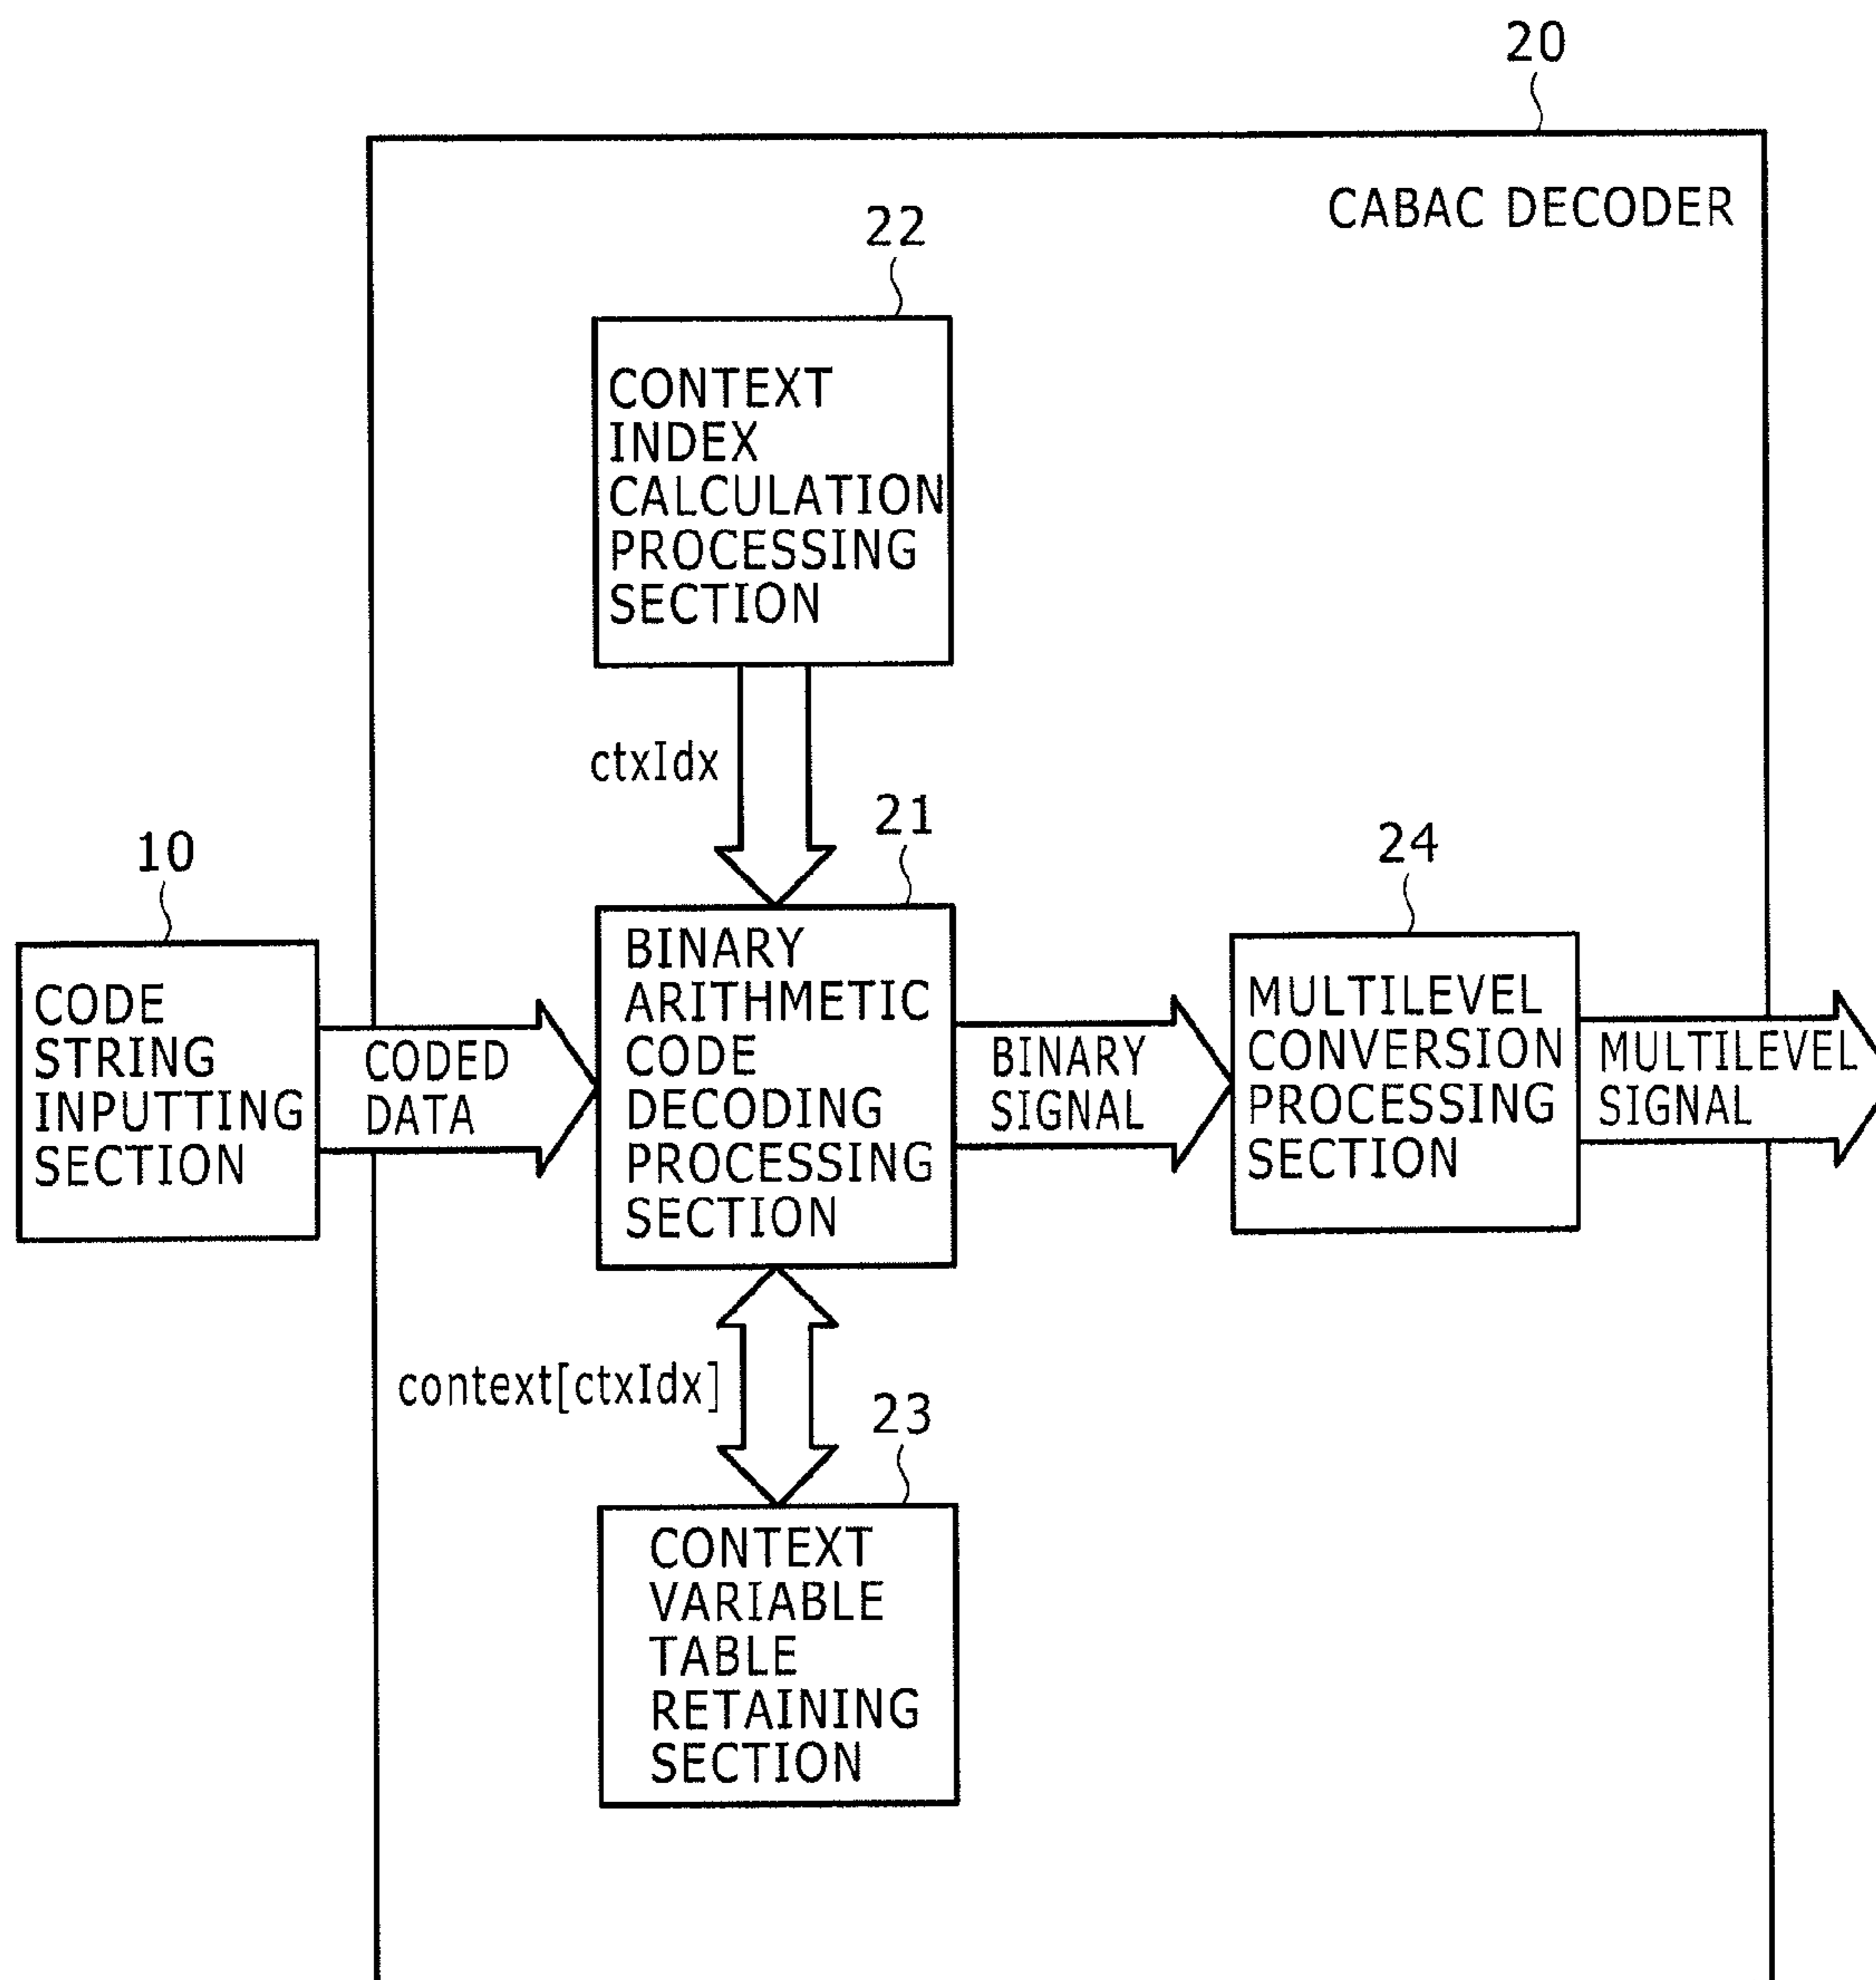 20
CABAC DECODER
22
CONTEXT
INDEX
CALCULATION
PROCESSING
SECTION
ctxIdx
10
CODE
STRING
INPUTTING
SECTION
CODED
DATA
21
BINARY
ARITHMETIC
CODE
DECODING
PROCESSING
SECTION
BINARY
SIGNAL
24
MULTILEVEL
CONVERSION
PROCESSING
SECTION
MULTILEVEL
SIGNAL
context[ctxIdx]
23
CONTEXT
VARIABLE
TABLE
RETAINING
SECTION